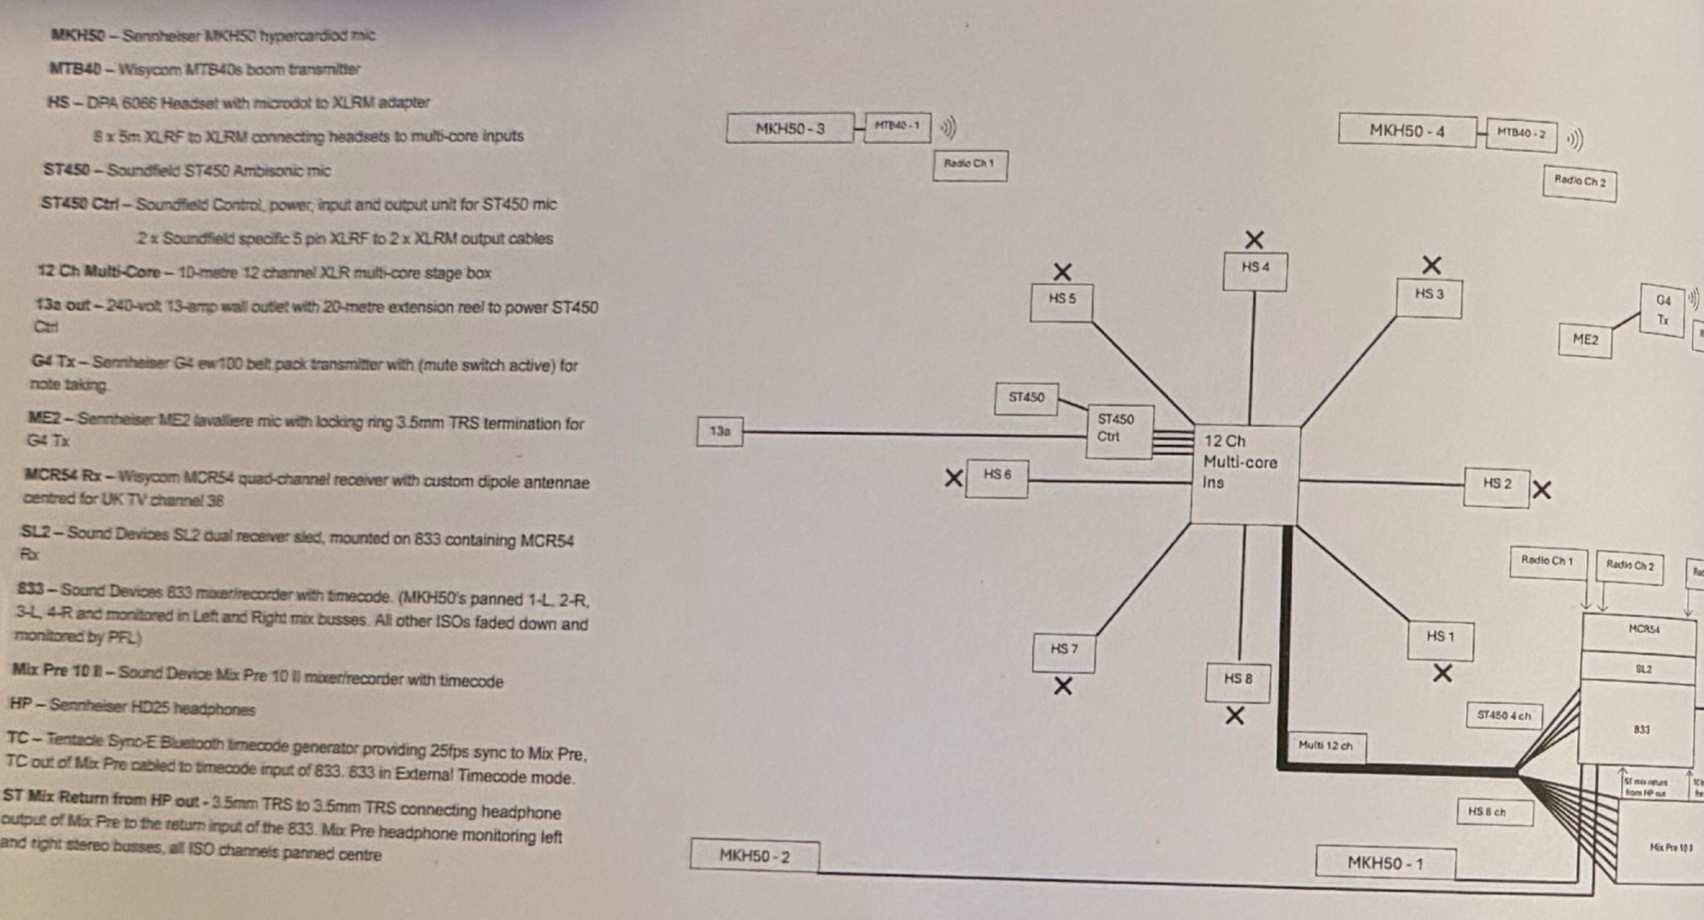 MKH50 – Sennheiser MKH50 hypercardiod mic
MTB40 – Wisycom MTB40s boom transmitter
HS – DPA 6066 Headset with microdot to XLRM adapter
8 x 5m XLRF to XLRM connecting headsets to multi-core inputs
ST450 – Soundfield ST450 Ambisonic mic
ST450 Ctrl – Soundfield Control, power, input and output unit for ST450 mic
2 x Soundfield specific 5 pin XLRF to 2 x XLRM output cables
12 Ch Multi-Core – 10-metre 12 channel XLR multi-core stage box
13a out – 240-volt 13-amp wall outlet with 20-metre extension reel to power ST450
Ctrl
G4 Tx – Sennheiser G4 ew100 belt pack transmitter with (mute switch active) for
note taking.
ME2 – Sennheiser ME2 lavalliere mic with locking ring 3.5mm TRS termination for
G4 Tx
MCR54 Rx – Wisycom MCR54 quad-channel receiver with custom dipole antennae
centred for UK TV channel 38
SL2 – Sound Devices SL2 dual receiver sled, mounted on 833 containing MCR54
Rx
833 – Sound Devices 833 mixer/recorder with timecode. (MKH50's panned 1-L, 2-R,
3-L, 4-R and monitored in Left and Right mix busses. All other ISOs faded down and
monitored by PFL)
Mix Pre 10 II – Sound Device Mix Pre 10 II mixer/recorder with timecode
HP – Sennheiser HD25 headphones
TC – Tentacle Sync-E Bluetooth timecode generator providing 25fps sync to Mix Pre,
TC out of Mix Pre cabled to timecode input of 833. 833 in External Timecode mode.
ST Mix Return from HP out - 3.5mm TRS to 3.5mm TRS connecting headphone
output of Mix Pre to the return input of the 833. Mix Pre headphone monitoring left
and right stereo busses, all ISO channels panned centre
MKH50 - 3
MTB40 - 1
Radio Ch 1
MKH50 - 4
MTB40 - 2
Radio Ch 2
HS 5
HS 4
HS 3
G4
Tx
ME2
ST450
ST450
Ctrl
13a
12 Ch
Multi-core
Ins
HS 6
HS 2
HS 7
HS 8
HS 1
Radio Ch 1
Radio Ch 2
MCR54
SL2
833
ST450 4 ch
Multi 12 ch
HS 8 ch
ST mix return
from HP out
Mix Pre 10 II
MKH50 - 2
MKH50 - 1